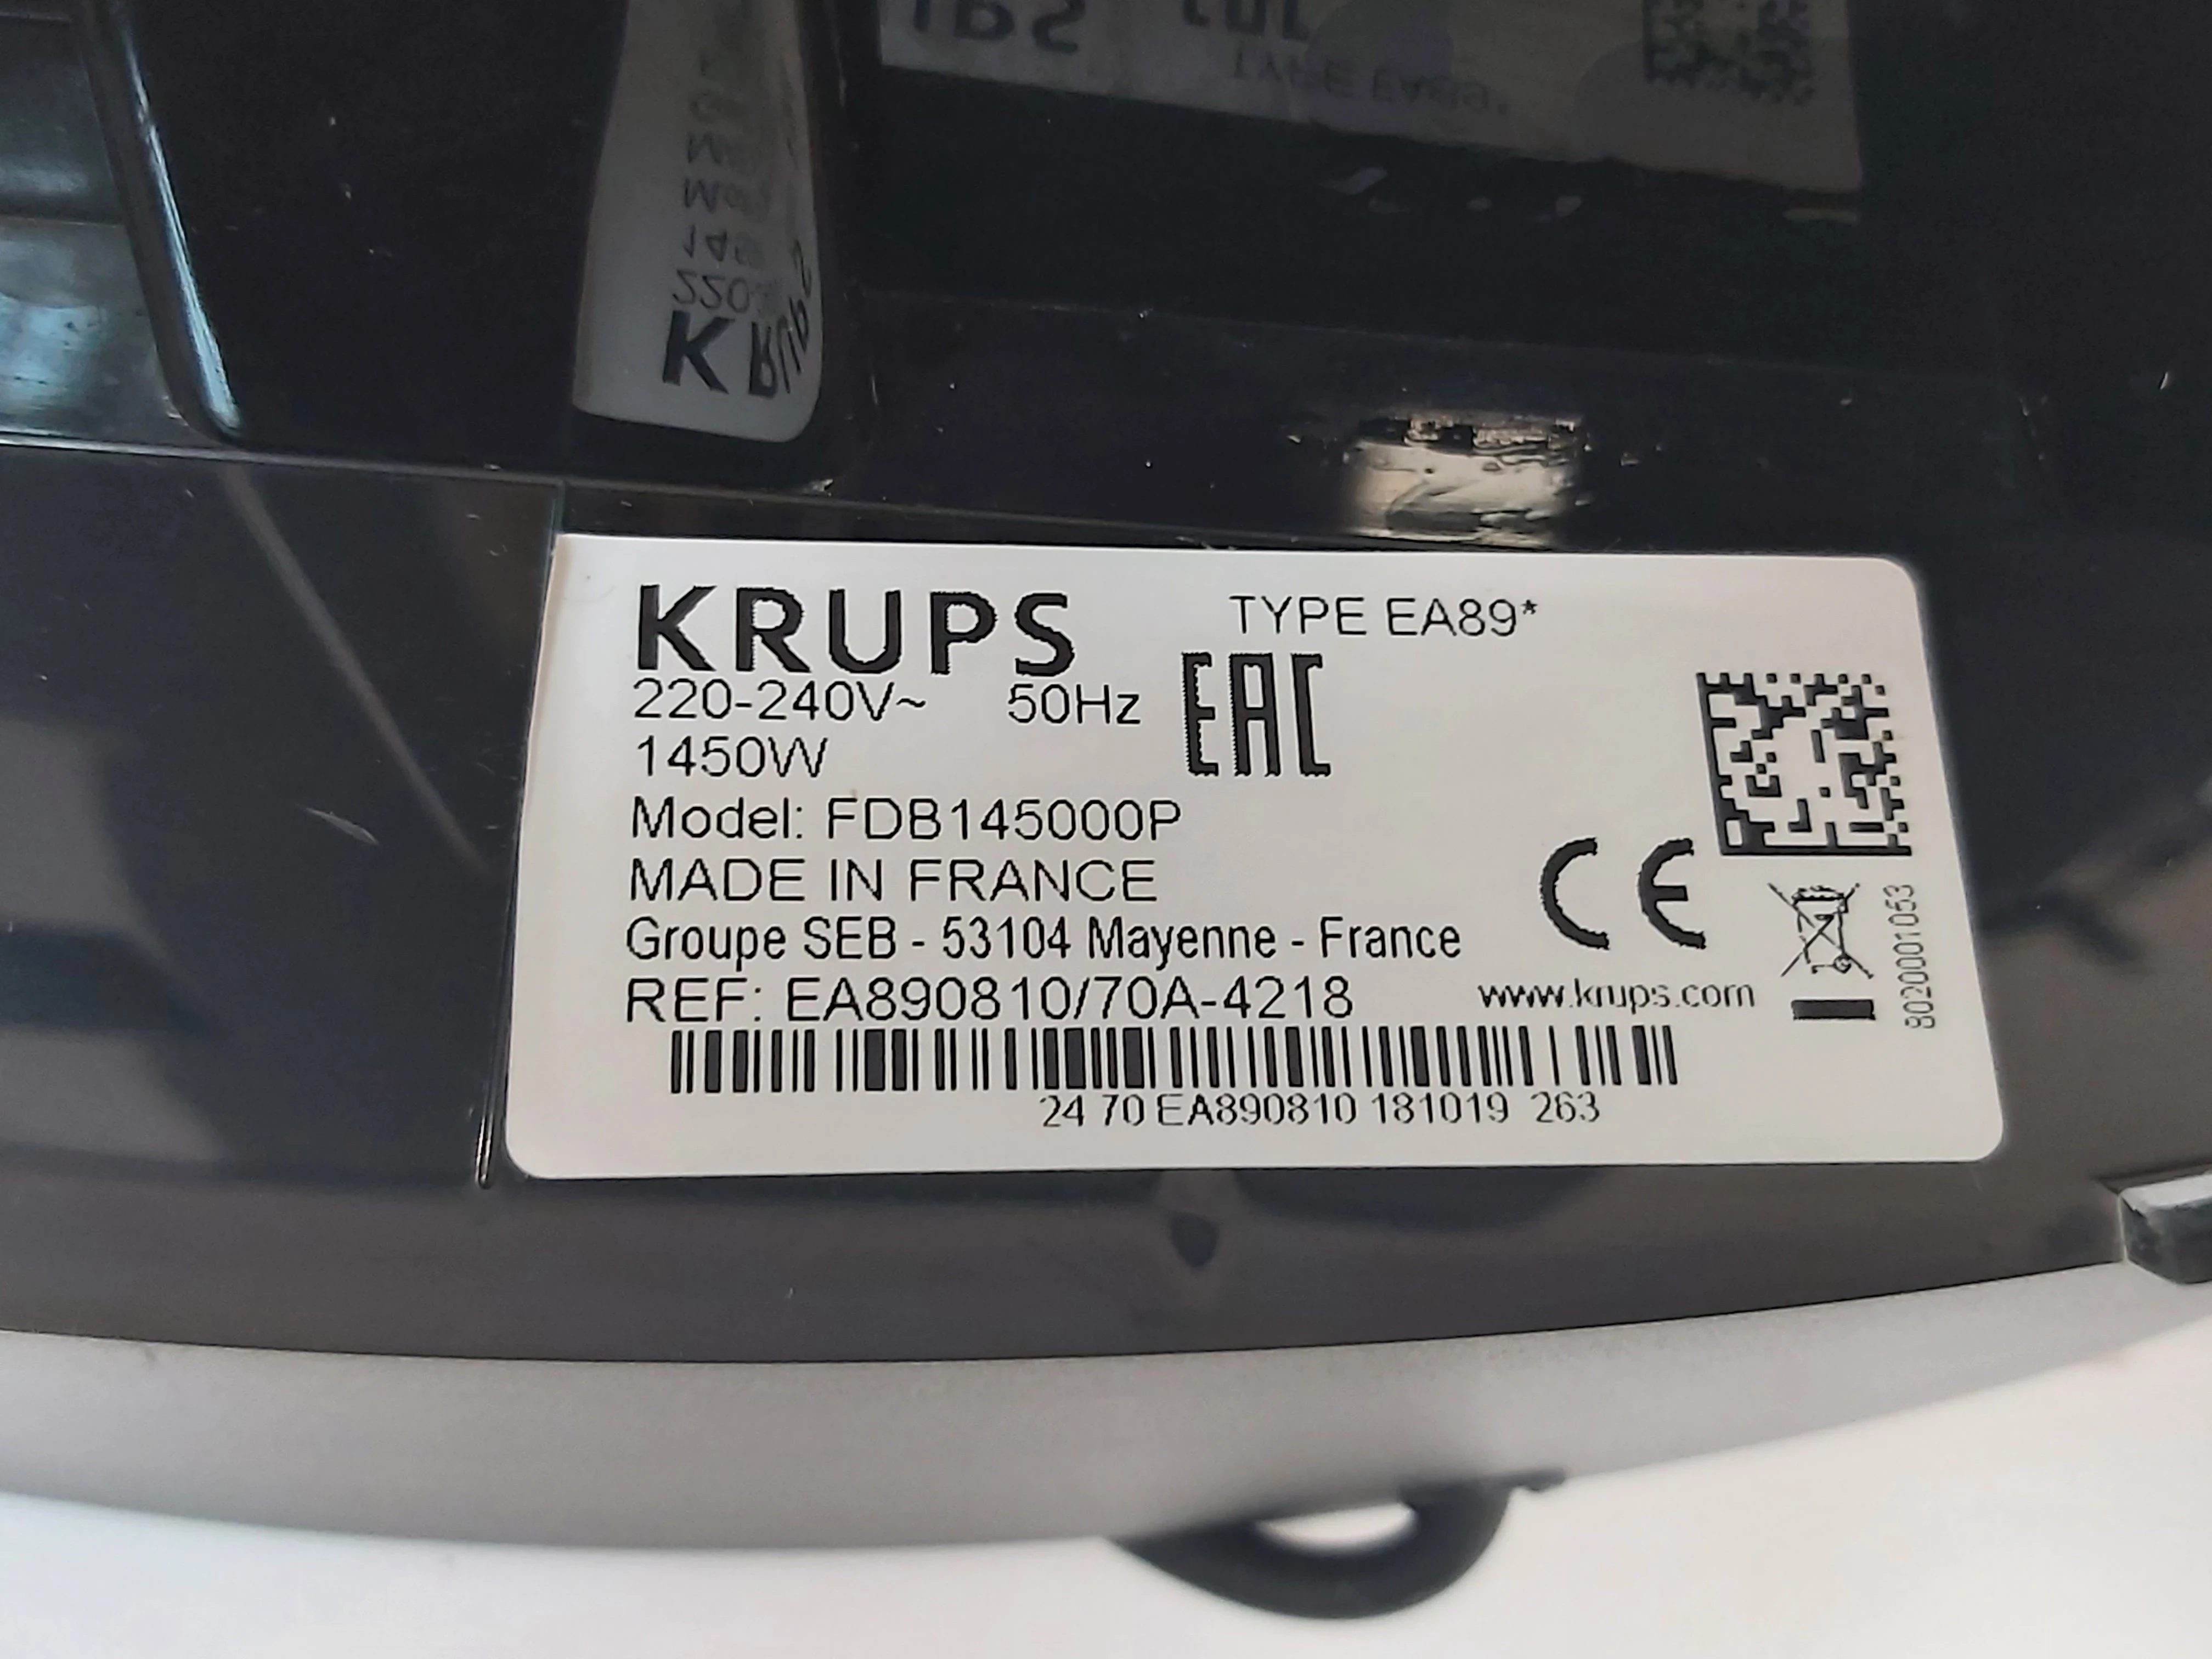 KRUPS
TYPE EA89*
220-240V~ 50Hz
EAC
1450W
Model: FDB145000P
MADE IN FRANCE
CE
Groupe SEB - 53104 Mayenne - France
REF: EA890810/70A-4218
www.krups.com
8020001053
24 70 EA890810 181019 263